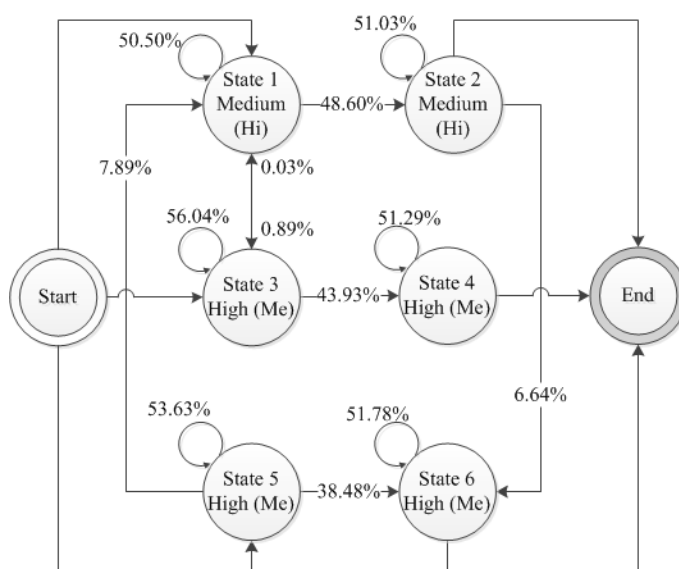 50.50%
51.03%
State 1
Medium
(Hi)
48.60%
State 2
Medium
(Hi)
7.89%
0.03%
56.04%
0.89%
51.29%
Start
State 3
High (Me)
43.93%
State 4
High (Me)
End
6.64%
53.63%
51.78%
State 5
High (Me)
38.48%
State 6
High (Me)